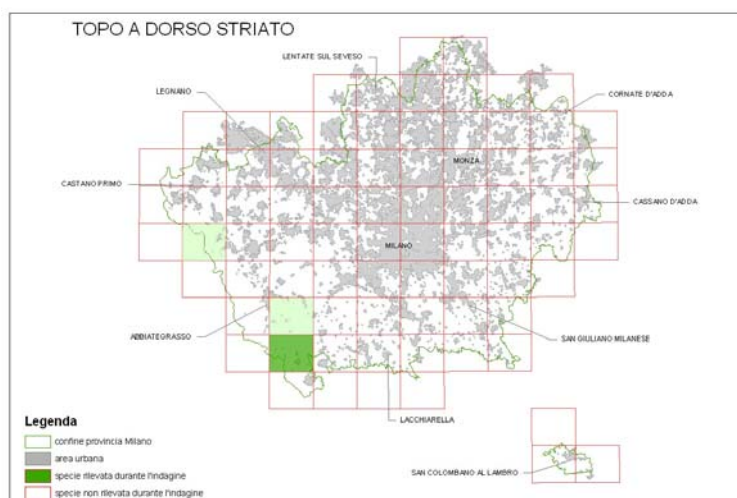 TOPO A DORSO STRIATO
LENTATE SUL SEVESO
LEGNANO
CORNATE D'ADDA
MONZA
CASTANO PRIMO
CASSANO D'ADDA
MILANO
ABBIATEGRASSO
SAN GIULIANO MILANESE
LACCHIARELLA
SAN COLOMBANO AL LAMBRO
Legenda
confine provincia Milano
area urbana
specie rilevata durante l'indagine
specie non rilevata durante l'indagine